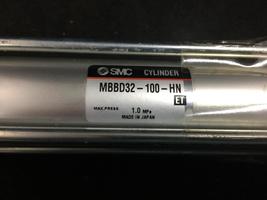 SMC CYLINDER
MBBD32-100-HN
ET
MAX.PRESS 1.0 MPa
MADE IN JAPAN